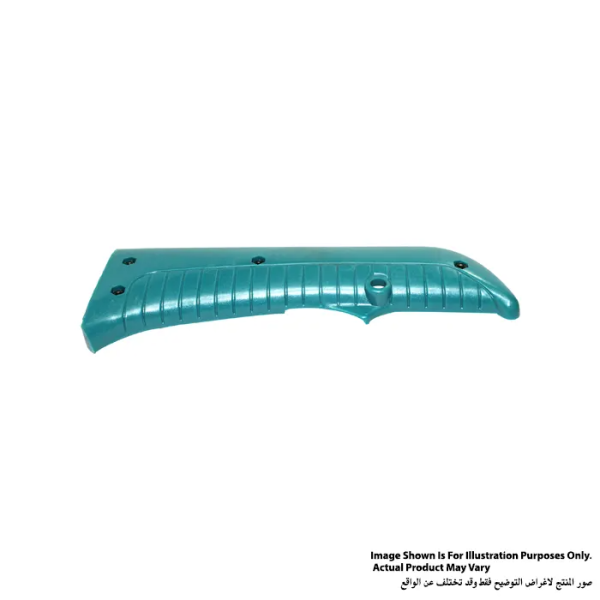 Image Shown Is For Illustration Purposes Only.
Actual Product May Vary
صور المنتج لاغراض التوضيح فقط وقد تختلف عن الواقع